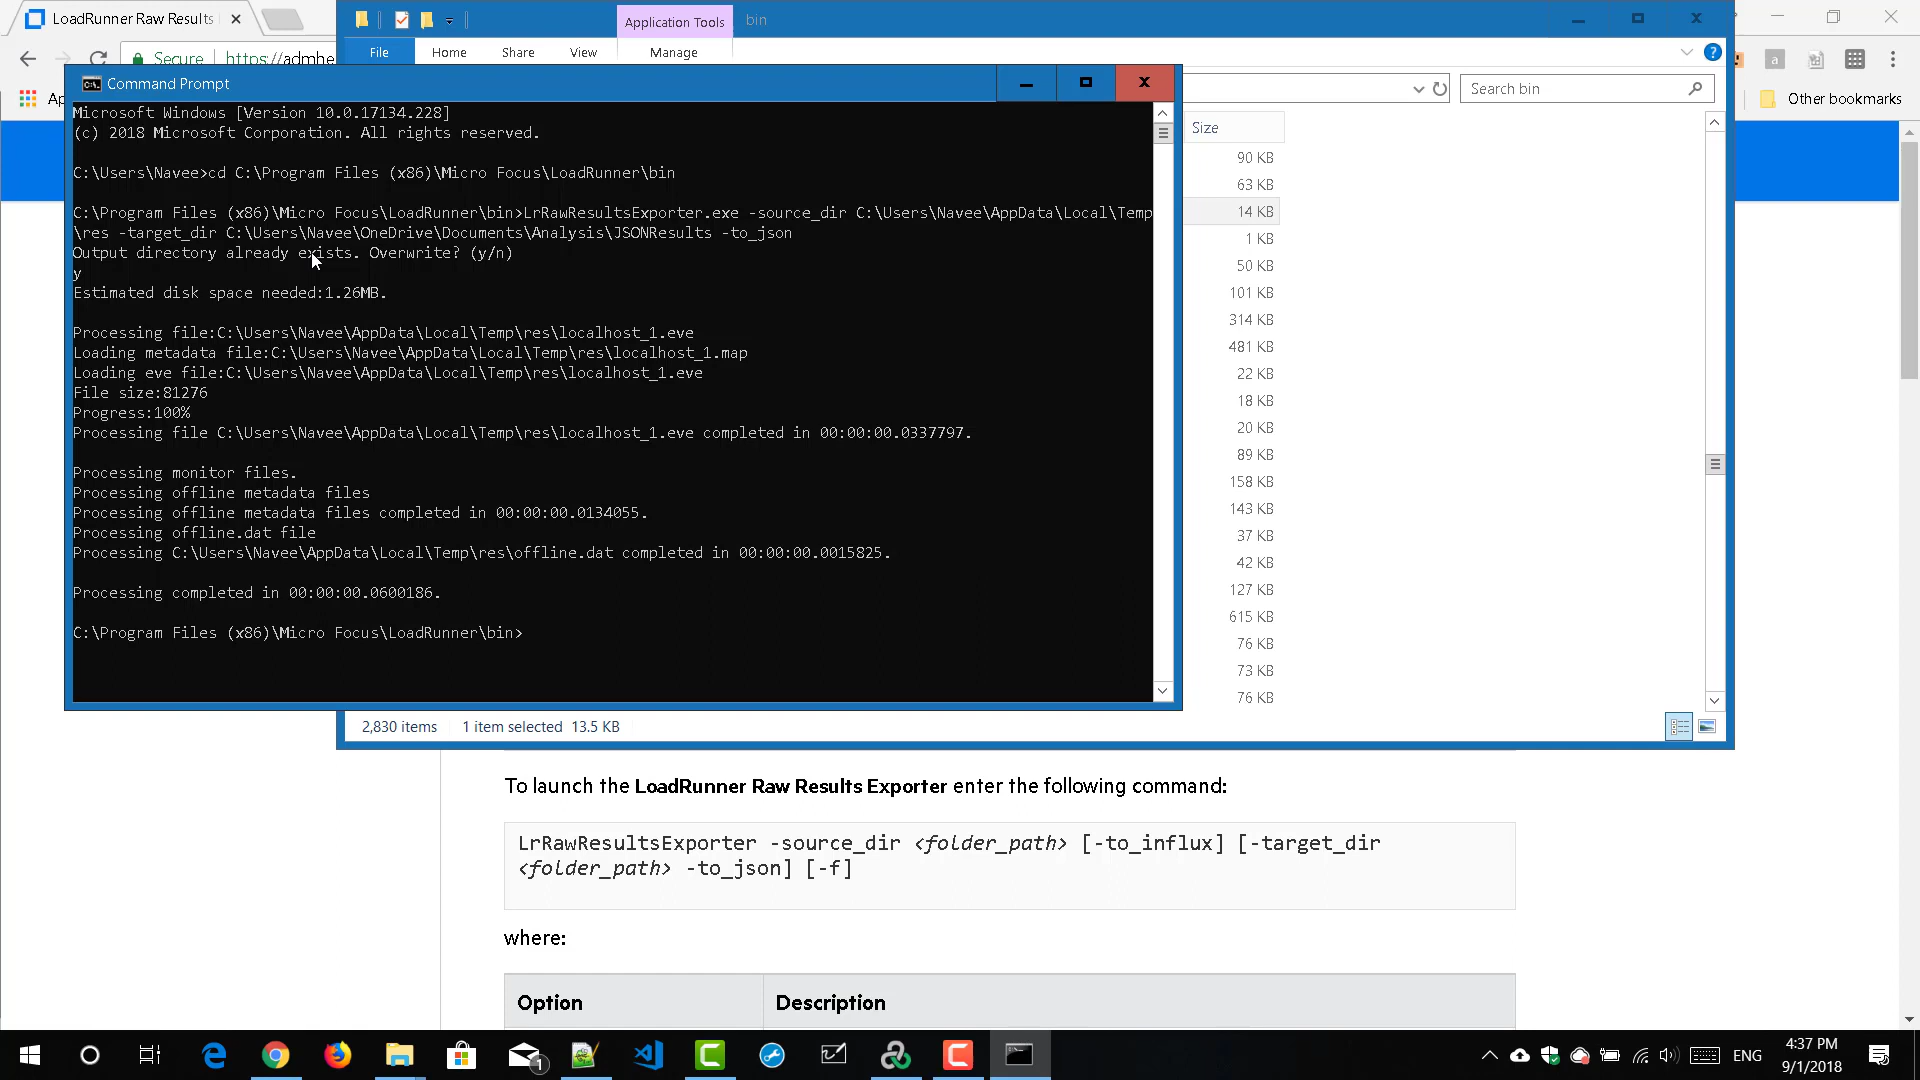 LoadRunner Raw Results
Application Tools
bin
File
Home
Share
View
Manage
Secure
https://admhe
Search bin
Other bookmarks
Command Prompt
Microsoft Windows [Version 10.0.17134.228]
(c) 2018 Microsoft Corporation. All rights reserved.
C:\Users\Navee>cd C:\Program Files (x86)\Micro Focus\LoadRunner\bin
C:\Program Files (x86)\Micro Focus\LoadRunner\bin>LrRawResultsExporter.exe -source_dir C:\Users\Navee\AppData\Local\Temp
\res -target_dir C:\Users\Navee\OneDrive\Documents\Analysis\JSONResults -to_json
Output directory already exists. Overwrite? (y/n)
y
Estimated disk space needed:1.26MB.
Processing file:C:\Users\Navee\AppData\Local\Temp\res\localhost_1.eve
Loading metadata file:C:\Users\Navee\AppData\Local\Temp\res\localhost_1.map
Loading eve file:C:\Users\Navee\AppData\Local\Temp\res\localhost_1.eve
File size:81276
Progress:100%
Processing file C:\Users\Navee\AppData\Local\Temp\res\localhost_1.eve completed in 00:00:00.0337797.
Processing monitor files.
Processing offline metadata files
Processing offline metadata files completed in 00:00:00.0134055.
Processing offline.dat file
Processing C:\Users\Navee\AppData\Local\Temp\res\offline.dat completed in 00:00:00.0015825.
Processing completed in 00:00:00.0600186.
C:\Program Files (x86)\Micro Focus\LoadRunner\bin>
Size
90 KB
63 KB
14 KB
1 KB
50 KB
101 KB
314 KB
481 KB
22 KB
18 KB
20 KB
89 KB
158 KB
143 KB
37 KB
42 KB
127 KB
615 KB
76 KB
73 KB
76 KB
2,830 items
1 item selected 13.5 KB
To launch the LoadRunner Raw Results Exporter enter the following command:
LrRawResultsExporter -source_dir <folder_path> [-to_influx] [-target_dir
<folder_path> -to_json] [-f]
where:
Option
Description
1
ENG
4:37 PM
9/1/2018